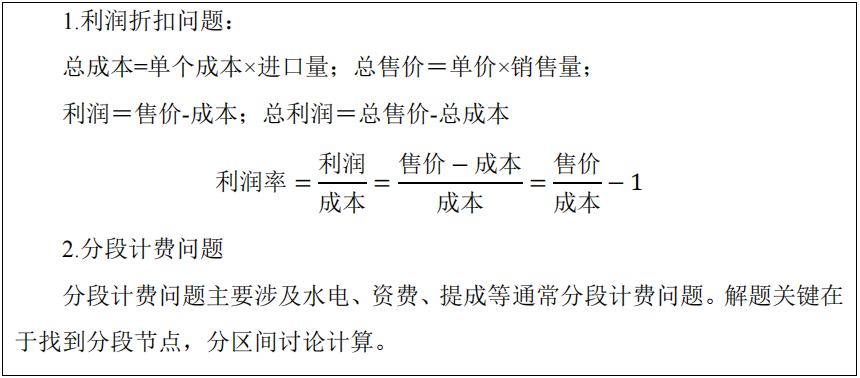 1.利润折扣问题：
总成本=单个成本×进口量；总售价＝单价×销售量；
利润＝售价-成本；总利润＝总售价-总成本
利润率 = 利润/成本 = 售价－成本/成本 = 售价/成本 − 1
2.分段计费问题
分段计费问题主要涉及水电、资费、提成等通常分段计费问题。解题关键在
于找到分段节点，分区间讨论计算。